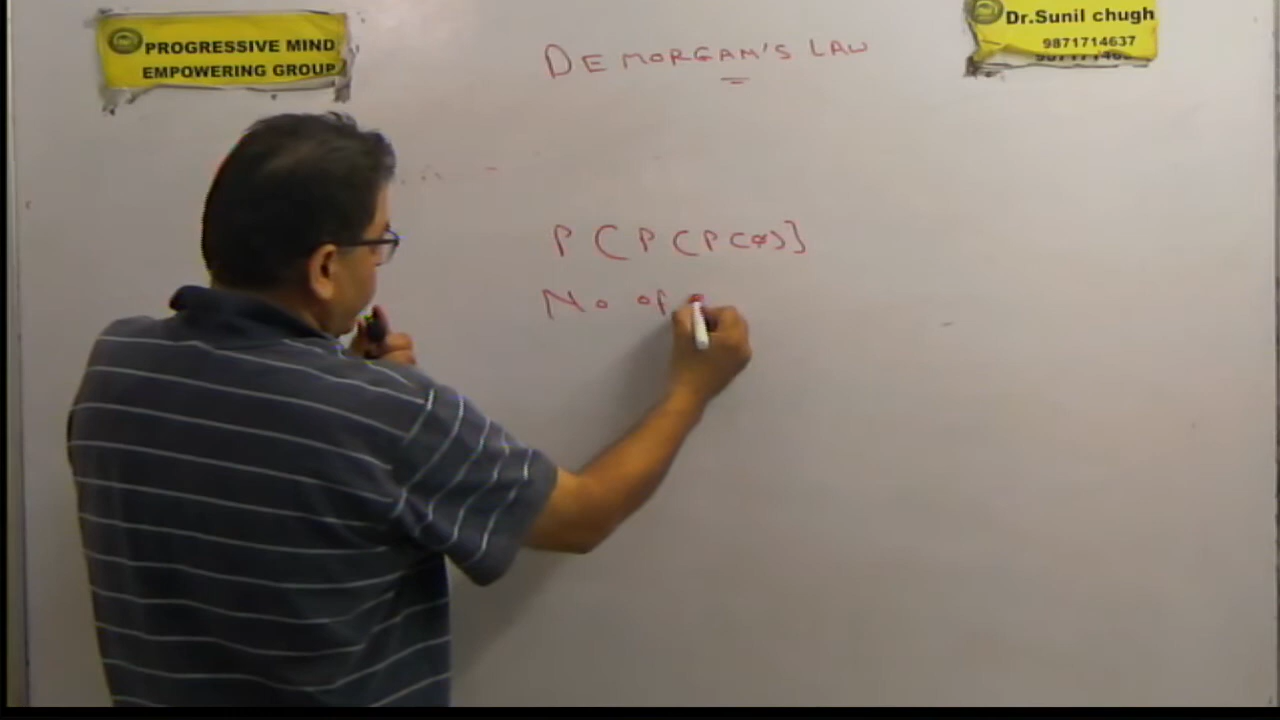 PROGRESSIVE MIND
EMPOWERING GROUP
Dr.Sunil chugh
9871714637
DEMORGAN'S LAW
P ( P ( P (φ) ]
No of